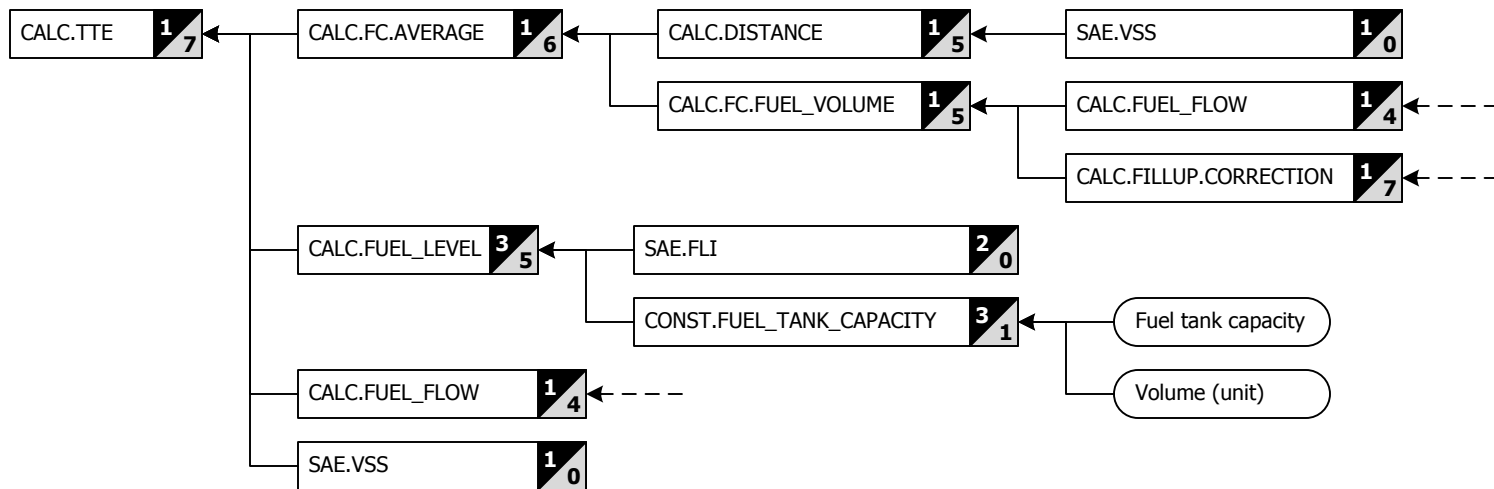 CALC.TTE 1 7
CALC.FC.AVERAGE 1 6
CALC.DISTANCE 1 5
SAE.VSS 1 0
CALC.FC.FUEL_VOLUME 1 5
CALC.FUEL_FLOW 1 4
CALC.FILLUP.CORRECTION 1 7
CALC.FUEL_LEVEL 3 5
SAE.FLI 2 0
CONST.FUEL_TANK_CAPACITY 3 1
Fuel tank capacity
CALC.FUEL_FLOW 1 4
Volume (unit)
SAE.VSS 1 0